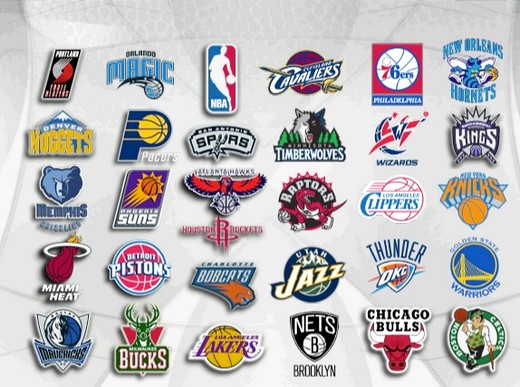 PORTLAND
TRAIL BLAZERS
ORLANDO
MAGIC
NBA
CLEVELAND
CAVALIERS
76ers
PHILADELPHIA
NEW ORLEANS
HORNETS
DENVER
NUGGETS
Pacers
SAN ANTONIO
SPURS
MINNESOTA
TIMBERWOLVES
W
WIZARDS
KINGS
MEMPHIS
GRIZZLIES
PHOENIX
SUNS
ATLANTA HAWKS
HOUSTON ROCKETS
RAPTORS
LOS ANGELES
CLIPPERS
NEW YORK
KNICKS
MIAMI
HEAT
DETROIT
PISTONS
CHARLOTTE
BOBCATS
UTAH
JAZZ
THUNDER
OKC
GOLDEN STATE
WARRIORS
MAVERICKS
MILWAUKEE
BUCKS
LOS ANGELES
LAKERS
NETS
B
BROOKLYN
CHICAGO
BULLS
BOSTON
CELTICS